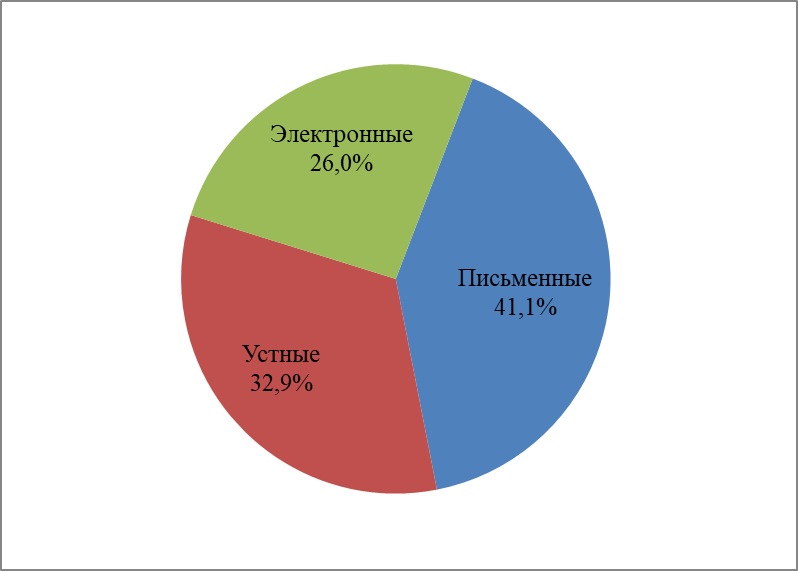 Электронные
26,0%
Письменные
41,1%
Устные
32,9%